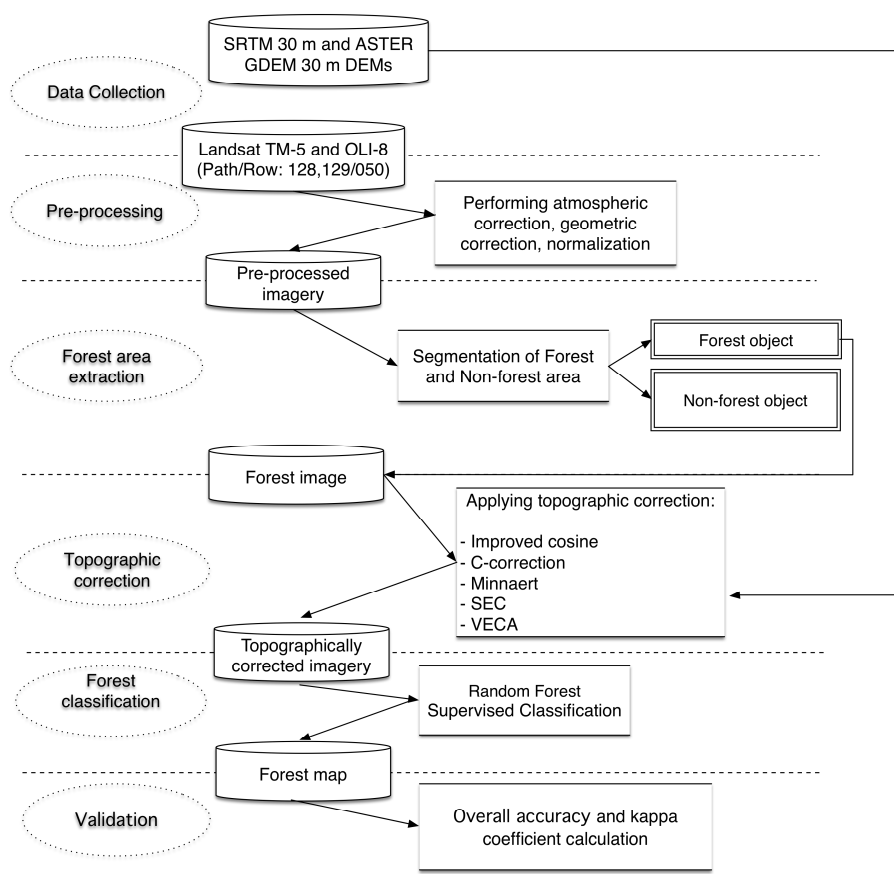 SRTM 30 m and ASTER
GDEM 30 m DEMs
Data Collection
Landsat TM-5 and OLI-8
(Path/Row: 128,129/050)
Pre-processing
Performing atmospheric
correction, geometric
correction, normalization
Pre-processed
imagery
Forest area
extraction
Segmentation of Forest
and Non-forest area
Forest object
Non-forest object
Forest image
Applying topographic correction:
- Improved cosine
- C-correction
- Minnaert
- SEC
- VECA
Topographic
correction
Topographically
corrected imagery
Forest
classification
Random Forest
Supervised Classification
Forest map
Validation
Overall accuracy and kappa
coefficient calculation